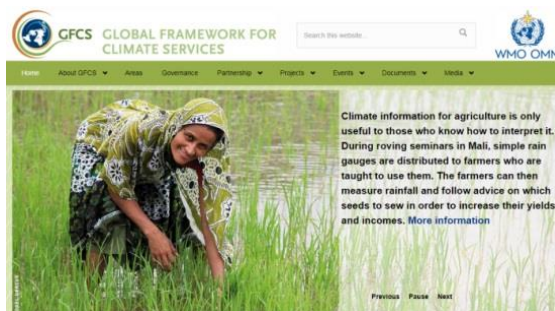 GFCS GLOBAL FRAMEWORK FOR
CLIMATE SERVICES
Search this website...
WMO OMM
Home About GFCS Areas Governance Partnership Projects Events Documents Media
Climate information for agriculture is only
useful to those who know how to interpret it.
During roving seminars in Mali, simple rain
gauges are distributed to farmers who are
taught to use them. The farmers can then
measure rainfall and follow advice on which
seeds to sew in order to increase their yields
and incomes. More information
Previous Pause Next